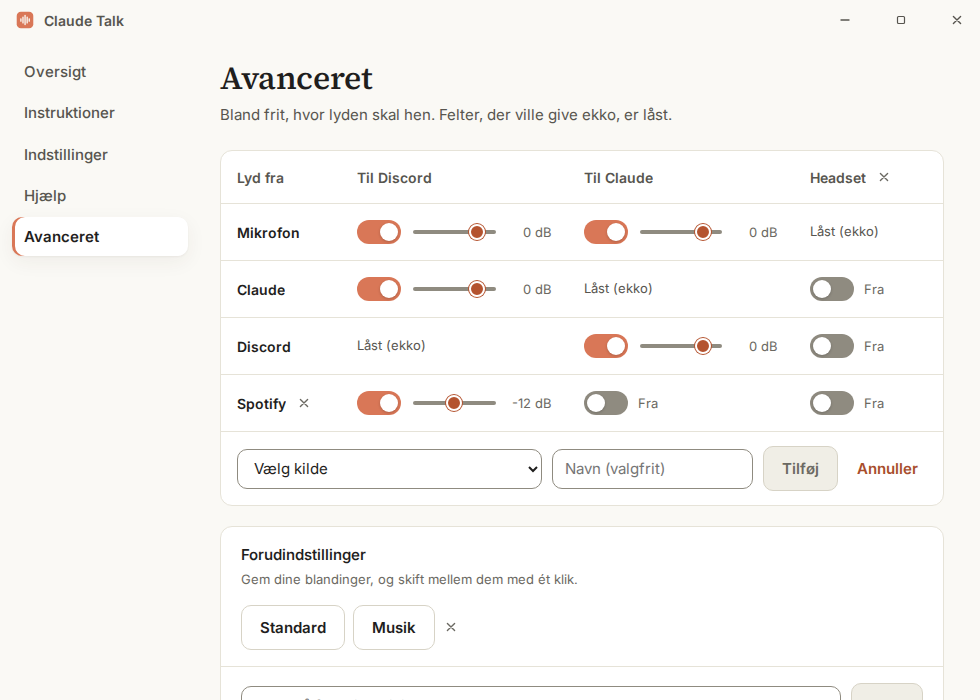 Claude Talk
Oversigt
Instruktioner
Indstillinger
Hjælp
Avanceret
Avanceret
Bland frit, hvor lyden skal hen. Felter, der ville give ekko, er låst.
Lyd fra Til Discord Til Claude Headset
Mikrofon 0 dB 0 dB Låst (ekko)
Claude 0 dB Låst (ekko) Fra
Discord Låst (ekko) 0 dB Fra
Spotify -12 dB Fra Fra
Vælg kilde Navn (valgfrit) Tilføj Annuller
Forudindstillinger
Gem dine blandinger, og skift mellem dem med ét klik.
Standard Musik